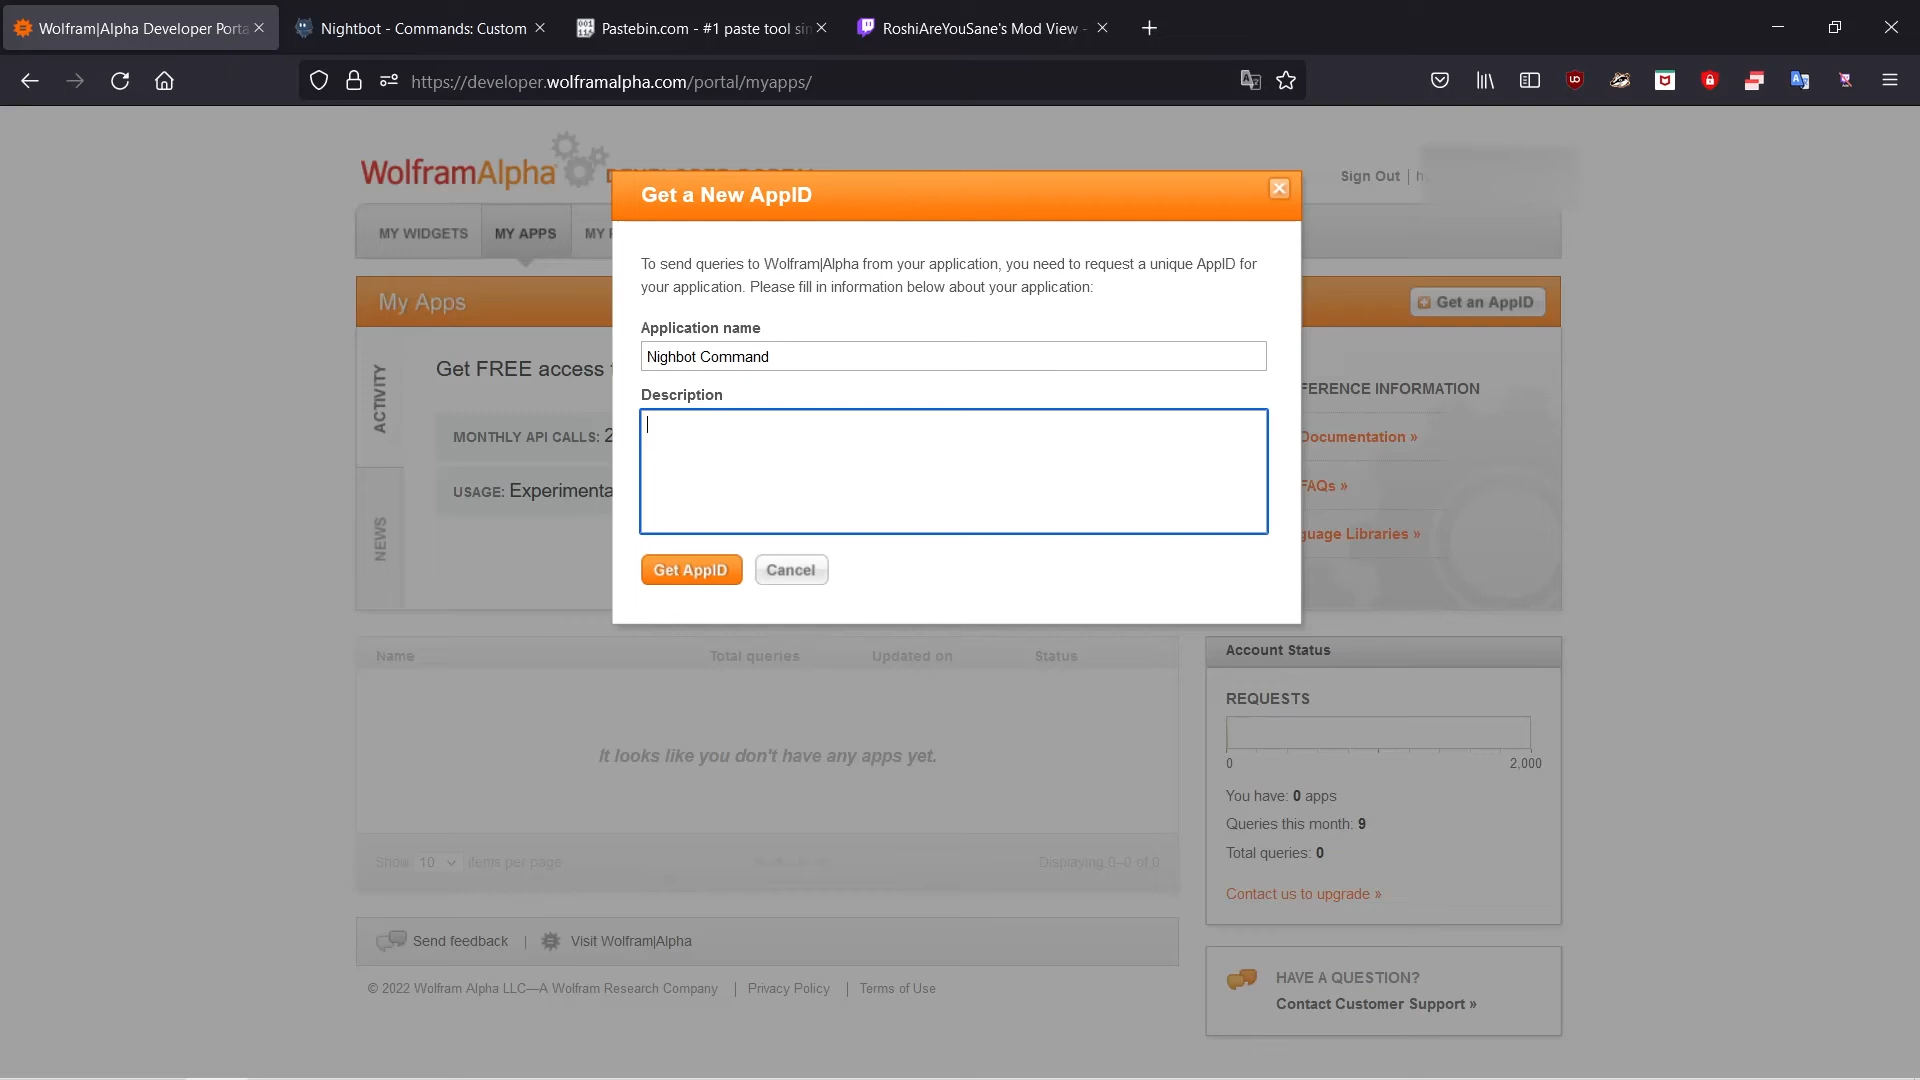 Wolfram|Alpha Developer Porta
Nightbot - Commands: Custom
Pastebin.com - #1 paste tool sin
RoshiAreYouSane's Mod View -
https://developer.wolframalpha.com/portal/myapps/
WolframAlpha
Sign Out | h
MY WIDGETS
MY APPS
MY
Get a New AppID
To send queries to Wolfram|Alpha from your application, you need to request a unique AppID for
your application. Please fill in information below about your application:
Application name
Nighbot Command
Description
Get AppID
Cancel
My Apps
Get an AppID
ACTIVITY
NEWS
Get FREE access
MONTHLY API CALLS: 2
USAGE: Experimenta
FERENCE INFORMATION
Documentation »
FAQs »
guage Libraries »
Name
Total queries
Updated on
Status
It looks like you don't have any apps yet.
Show 10 items per page
Displaying 0–0 of 0
Account Status
REQUESTS
0
2,000
You have: 0 apps
Queries this month: 9
Total queries: 0
Contact us to upgrade »
Send feedback | Visit Wolfram|Alpha
HAVE A QUESTION?
Contact Customer Support »
© 2022 Wolfram Alpha LLC—A Wolfram Research Company | Privacy Policy | Terms of Use